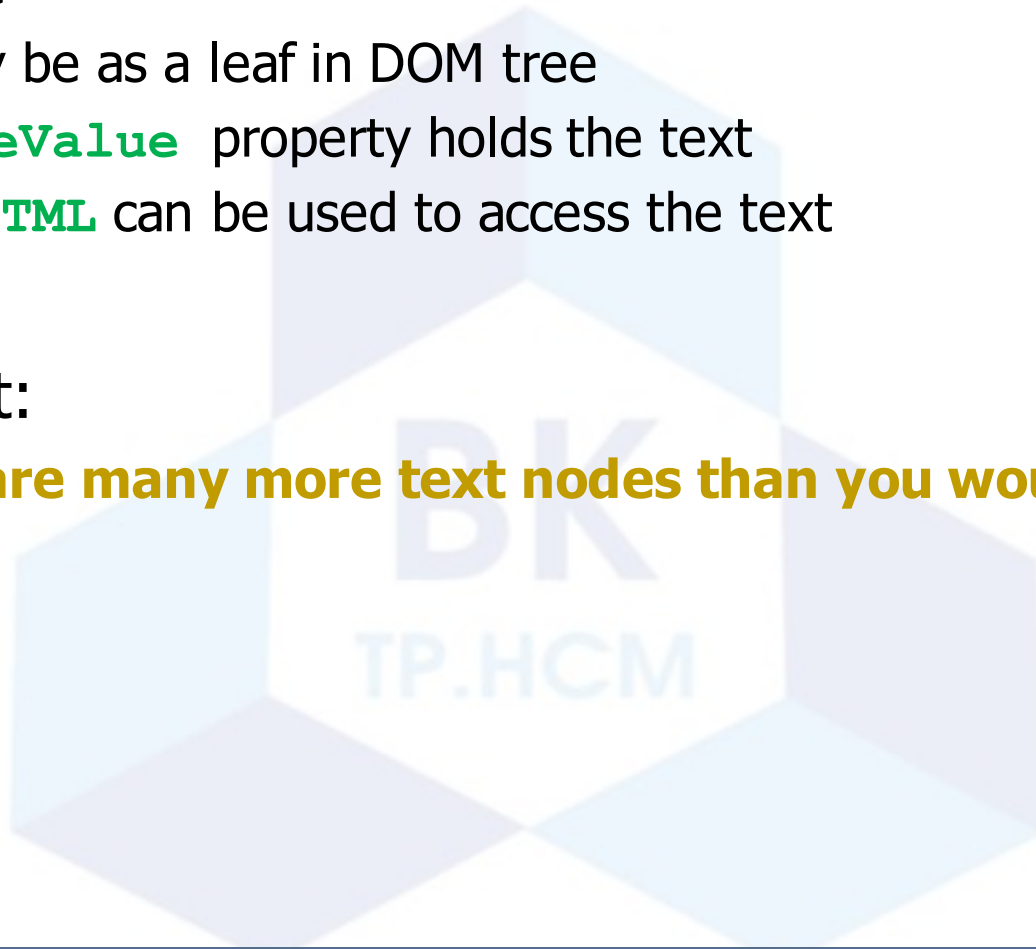 y be as a leaf in DOM tree
eValue property holds the text
TML can be used to access the text
t:
are many more text nodes than you wou
BK
TP.HCM